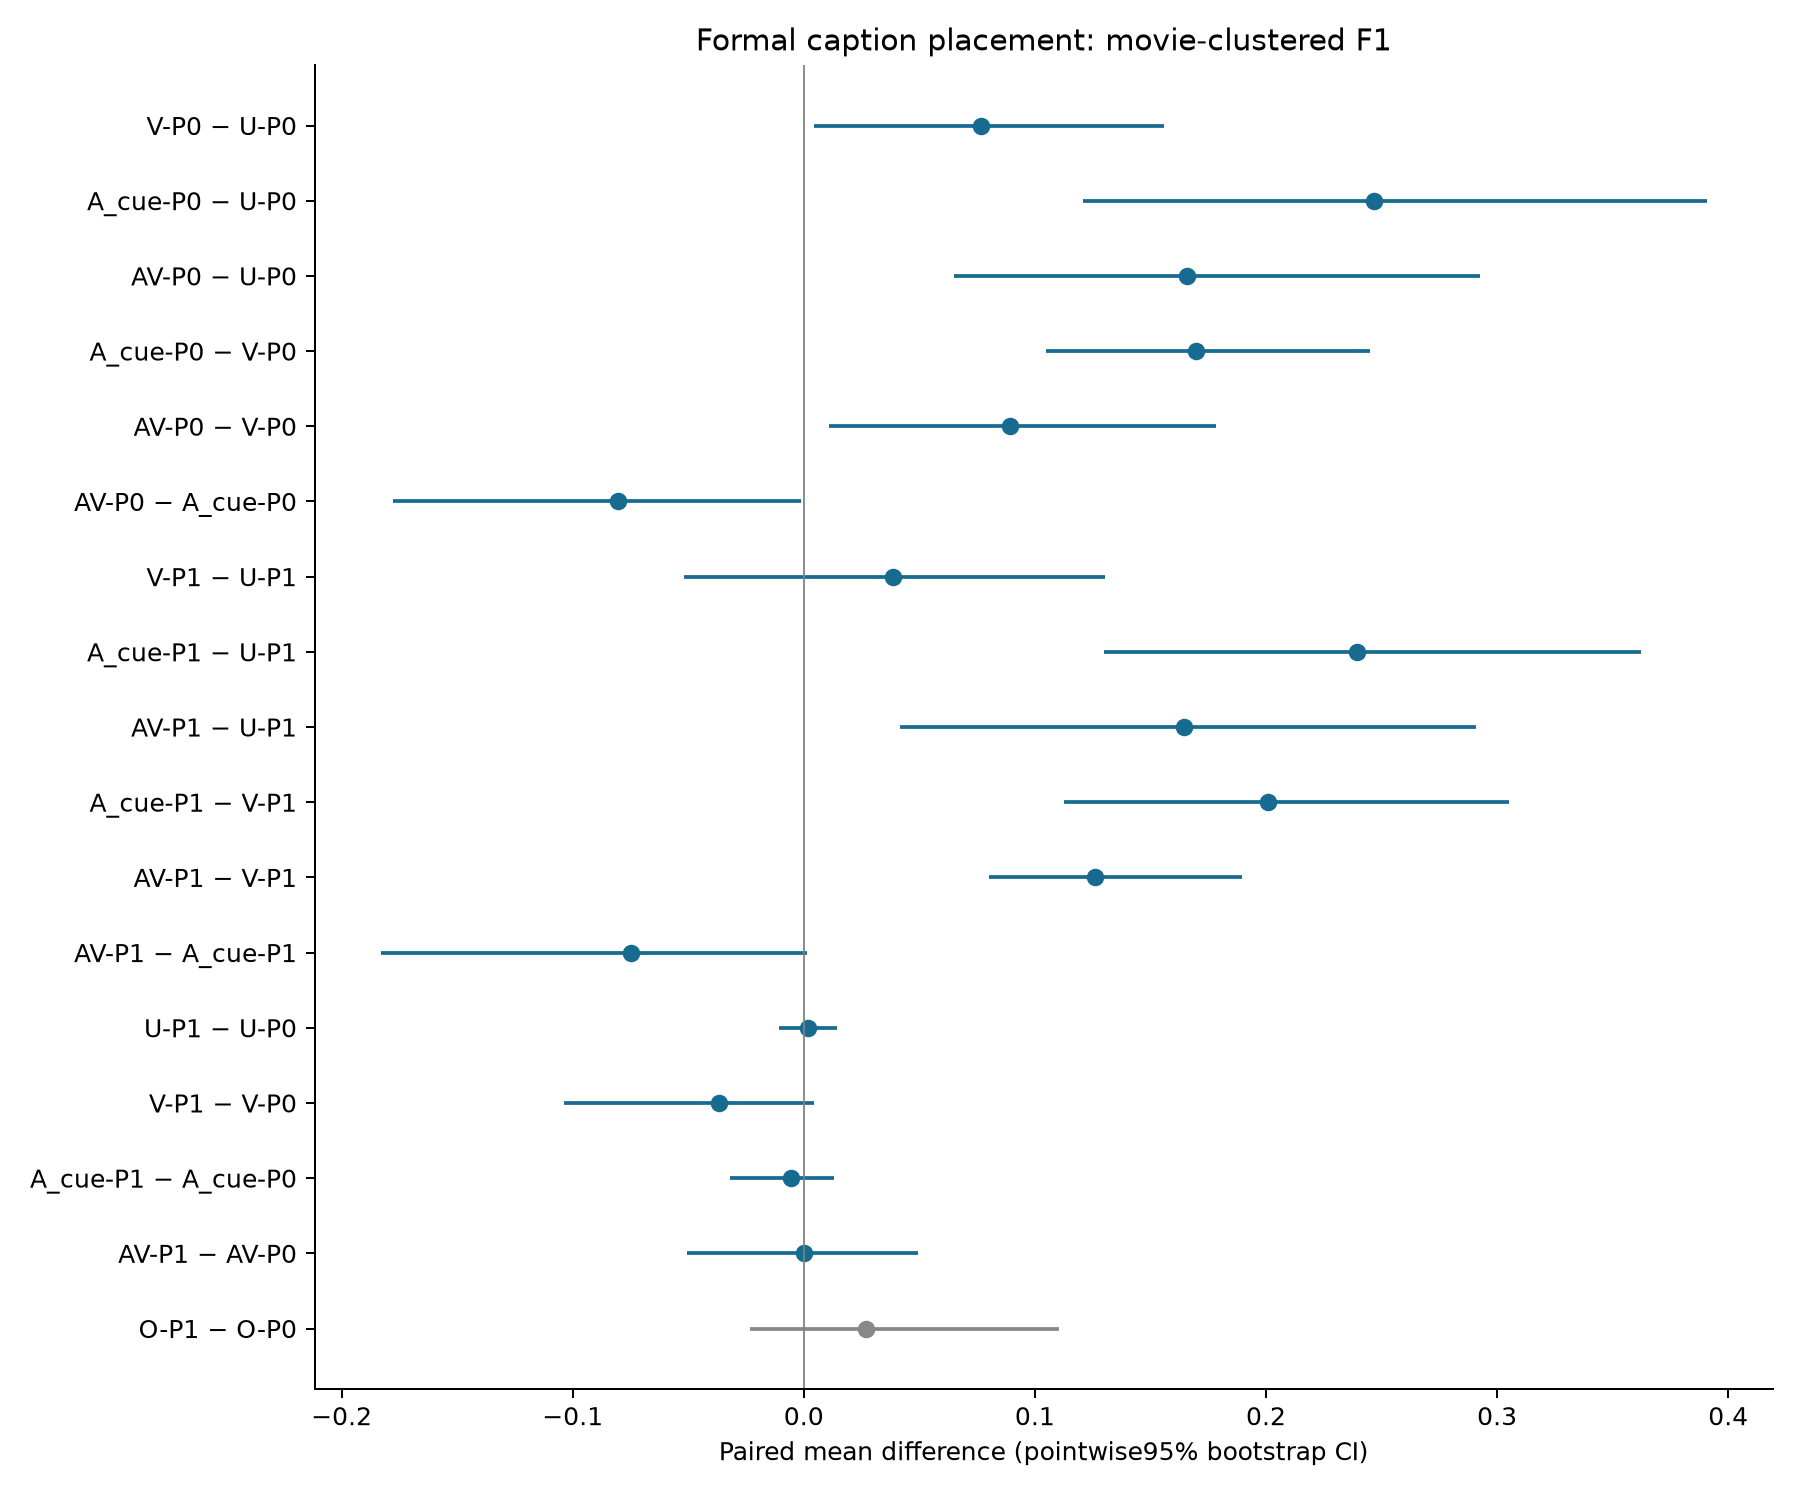 Formal caption placement: movie-clustered F1
V-P0 − U-P0
A_cue-P0 − U-P0
AV-P0 − U-P0
A_cue-P0 − V-P0
AV-P0 − V-P0
AV-P0 − A_cue-P0
V-P1 − U-P1
A_cue-P1 − U-P1
AV-P1 − U-P1
A_cue-P1 − V-P1
AV-P1 − V-P1
AV-P1 − A_cue-P1
U-P1 − U-P0
V-P1 − V-P0
A_cue-P1 − A_cue-P0
AV-P1 − AV-P0
O-P1 − O-P0
−0.2 −0.1 0.0 0.1 0.2 0.3 0.4
Paired mean difference (pointwise95% bootstrap CI)